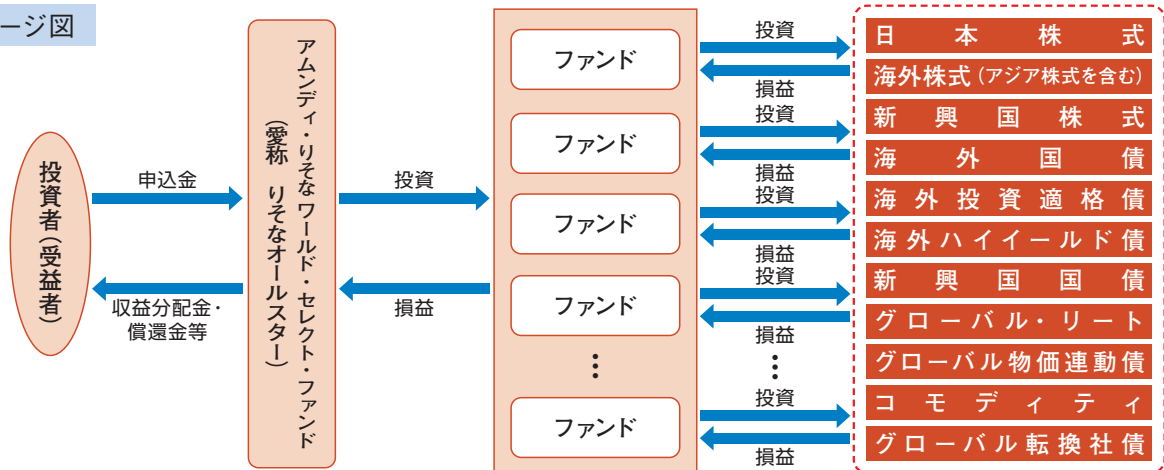 ージ図
投資者(受益者)
申込金
収益分配金・
償還金等
アムンディ・りそなワールド・セレクト・ファンド
(愛称 りそなオールスター)
投資
損益
ファンド
ファンド
ファンド
ファンド
⋮
ファンド
投資
損益
投資
損益
投資
損益
投資
損益
⋮
投資
損益
日本株式
海外株式(アジア株式を含む)
新興国株式
海外国債
海外投資適格債
海外ハイイールド債
新興国国債
グローバル・リート
グローバル物価連動債
コモディティ
グローバル転換社債